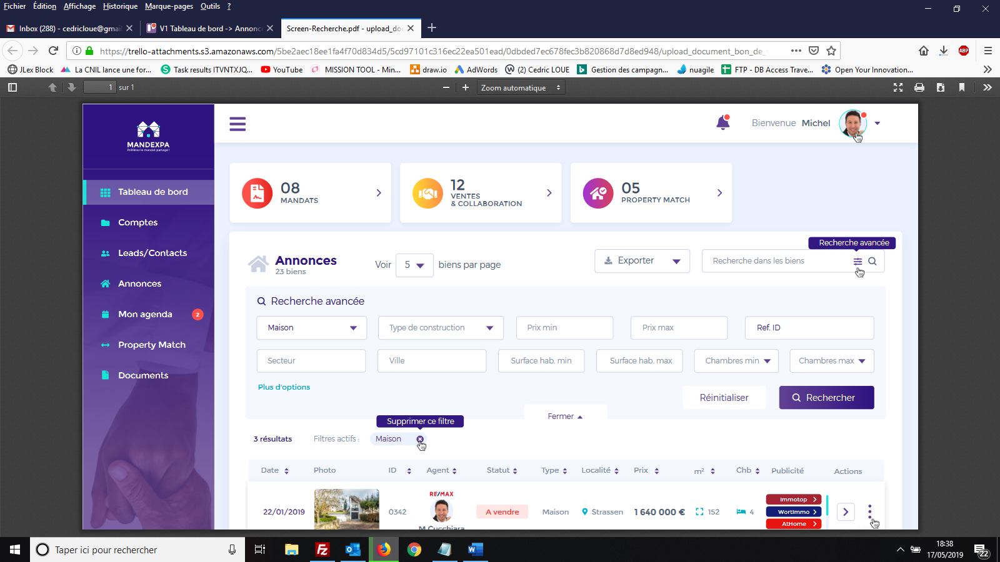 Fichier Édition Affichage Historique Marque-pages Outils ?
Inbox (288) - cedricloue@gmai
V1 Tableau de bord -> Annonc
Screen-Recherche.pdf - upload_do
https://trello-attachments.s3.amazonaws.com/5be2aec18ee1fa4f70d834d5/5cd97101c316ec22ea501ead/0dbded7ec678fec3b820868d7d8ed948/upload_document_bon_de_
JLex Block
La CNIL lance une for...
Task results ITVNTXJQ...
YouTube
MISSION TOOL - Min...
draw.io
AdWords
(2) Cedric LOUE
Gestion des campagn...
nuagile
FTP - DB Access Trave...
Open Your Innovation...
1 sur 1
Zoom automatique
MANDEXPA
Préférez le mandat partagé !
Bienvenue Michel
Tableau de bord
Comptes
Leads/Contacts
Annonces
Mon agenda 2
Property Match
Documents
08
MANDATS
12
VENTES
& COLLABORATION
05
PROPERTY MATCH
Recherche avancée
Annonces
23 biens
Voir 5 biens par page
Exporter
Recherche dans les biens
Recherche avancée
Maison
Type de construction
Prix min
Prix max
Ref. ID
Secteur
Ville
Surface hab. min
Surface hab. max
Chambres min
Chambres max
Plus d'options
Réinitialiser
Rechercher
Fermer
Supprimer ce filtre
3 résultats
Filtres actifs :
Maison
Date Photo ID Agent Statut Type Localité Prix m² Chb Publicité Actions
RE/MAX
22/01/2019 0342 A vendre Maison Strassen 1 640 000 € 152 4
M.Cucchiara
Immotop
WortImmo
AtHome
Taper ici pour rechercher
18:38
17/05/2019
22